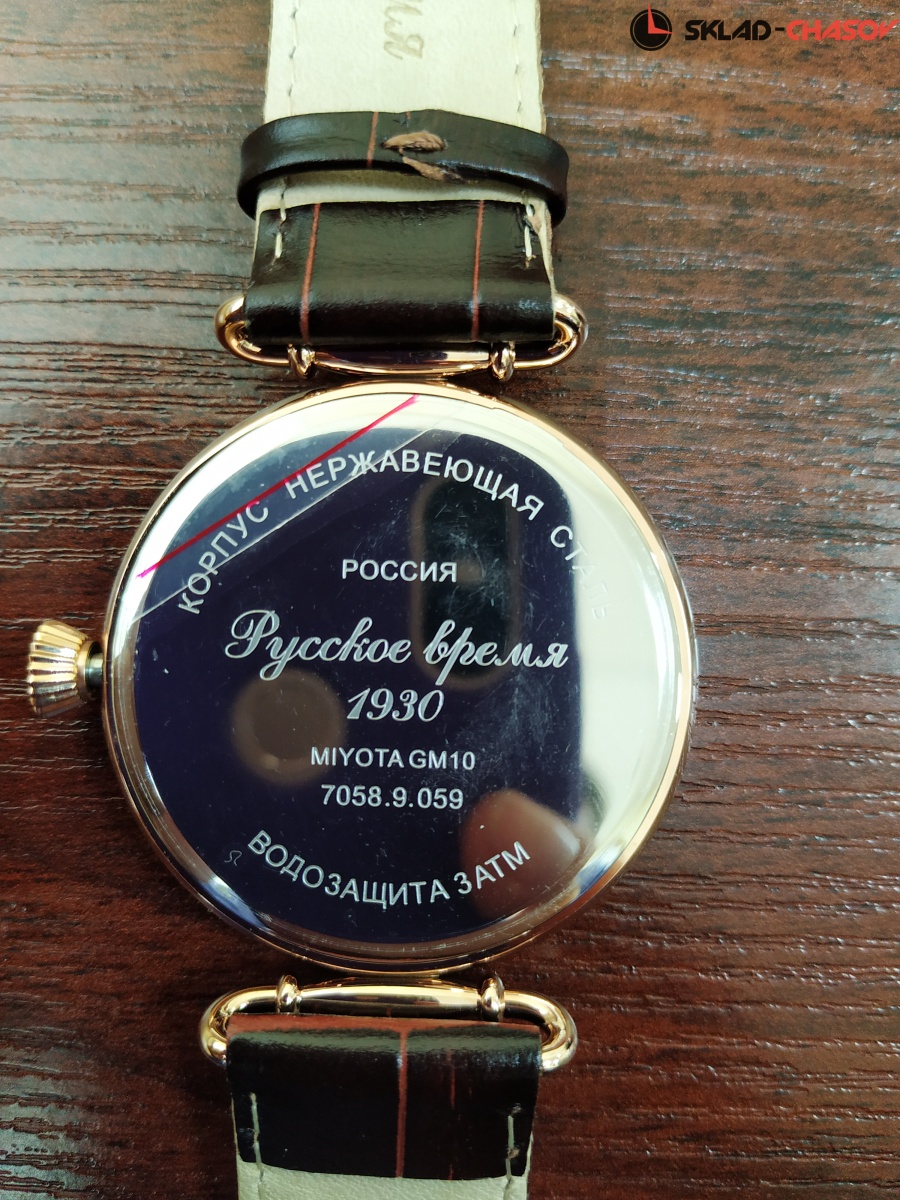 SKLAD-CHASOV
КОРПУС НЕРЖАВЕЮЩАЯ СТАЛЬ
РОССИЯ
Русское время
1930
MIYOTA GM10
7058.9.059
ВОДОЗАЩИТА 3АТМ